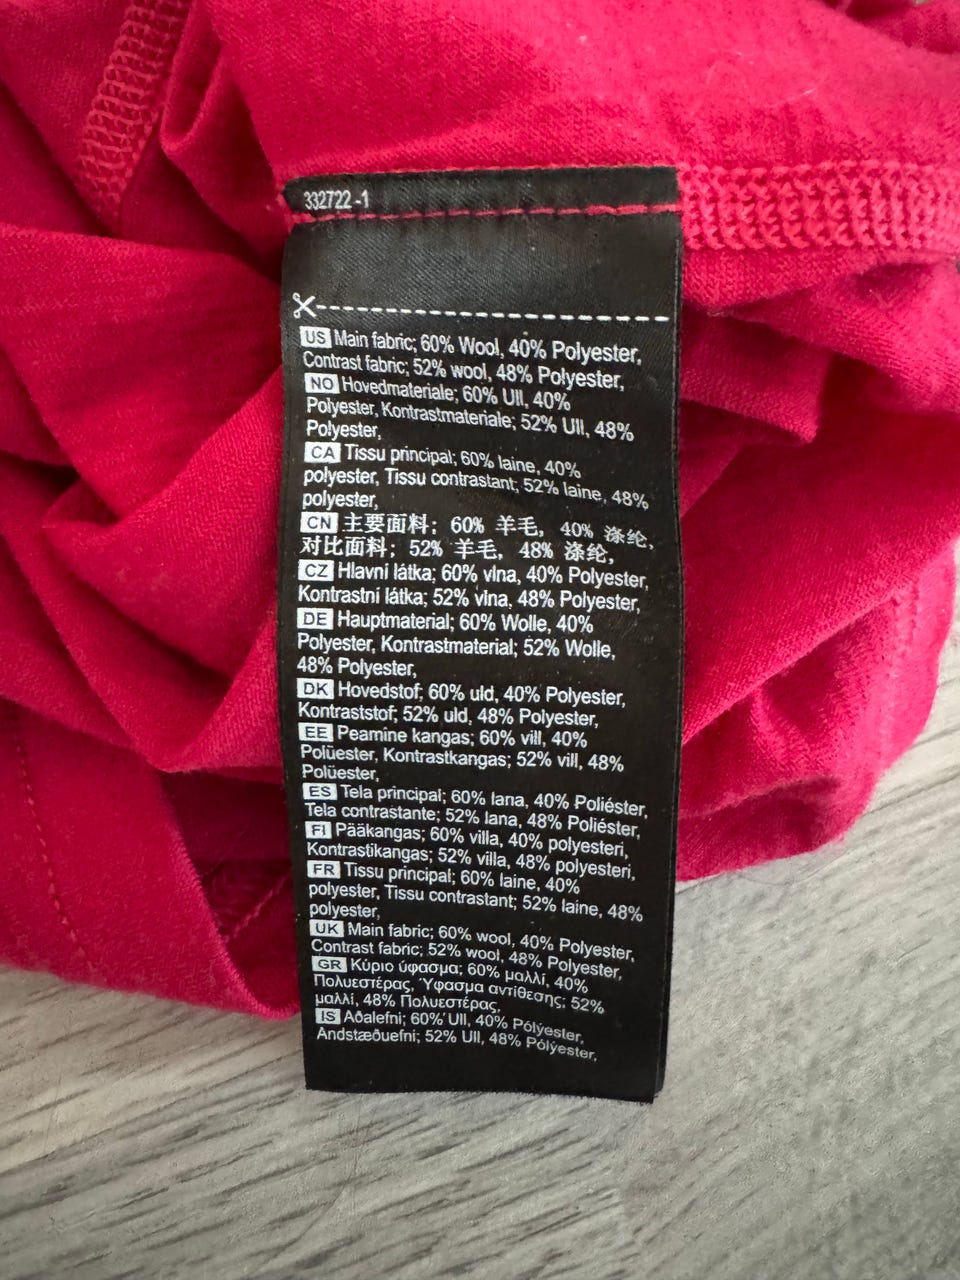 332722 -1
US Main fabric; 60% Wool, 40% Polyester,
Contrast fabric; 52% wool, 48% Polyester,
NO Hovedmateriale; 60% Ull, 40%
Polyester, Kontrastmateriale; 52% Ull, 48%
Polyester,
CA Tissu principal; 60% laine, 40%
polyester, Tissu contrastant; 52% laine, 48%
polyester,
CN 主要面料；60% 羊毛，40% 涤纶，
对比面料；52% 羊毛，48% 涤纶，
CZ Hlavní látka; 60% vlna, 40% Polyester,
Kontrastní látka; 52% vlna, 48% Polyester,
DE Hauptmaterial; 60% Wolle, 40%
Polyester, Kontrastmaterial; 52% Wolle,
48% Polyester,
DK Hovedstof; 60% uld, 40% Polyester,
Kontraststof; 52% uld, 48% Polyester,
EE Peamine kangas; 60% vill, 40%
Polüester, Kontrastkangas; 52% vill, 48%
Polüester,
ES Tela principal; 60% lana, 40% Poliéster,
Tela contrastante; 52% lana, 48% Poliéster,
FI Pääkangas; 60% villa, 40% polyesteri,
Kontrastikangas; 52% villa, 48% polyesteri,
FR Tissu principal; 60% laine, 40%
polyester, Tissu contrastant; 52% laine, 48%
polyester,
UK Main fabric; 60% wool, 40% Polyester,
Contrast fabric; 52% wool, 48% Polyester,
GR Κύριο ύφασμα; 60% μαλλί, 40%
Πολυεστέρας, Ύφασμα αντίθεσης; 52%
μαλλί, 48% Πολυεστέρας,
IS Aðalefni; 60% Ull, 40% Pólýester,
Andstæðuefni; 52% Ull, 48% Pólýester,